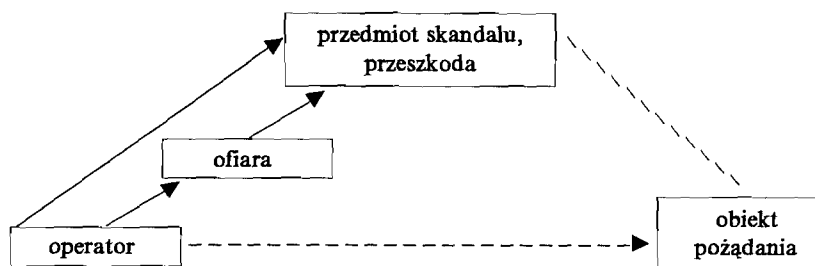 przedmiot skandalu,
przeszkoda
ofiara
operator
obiekt
pożądania